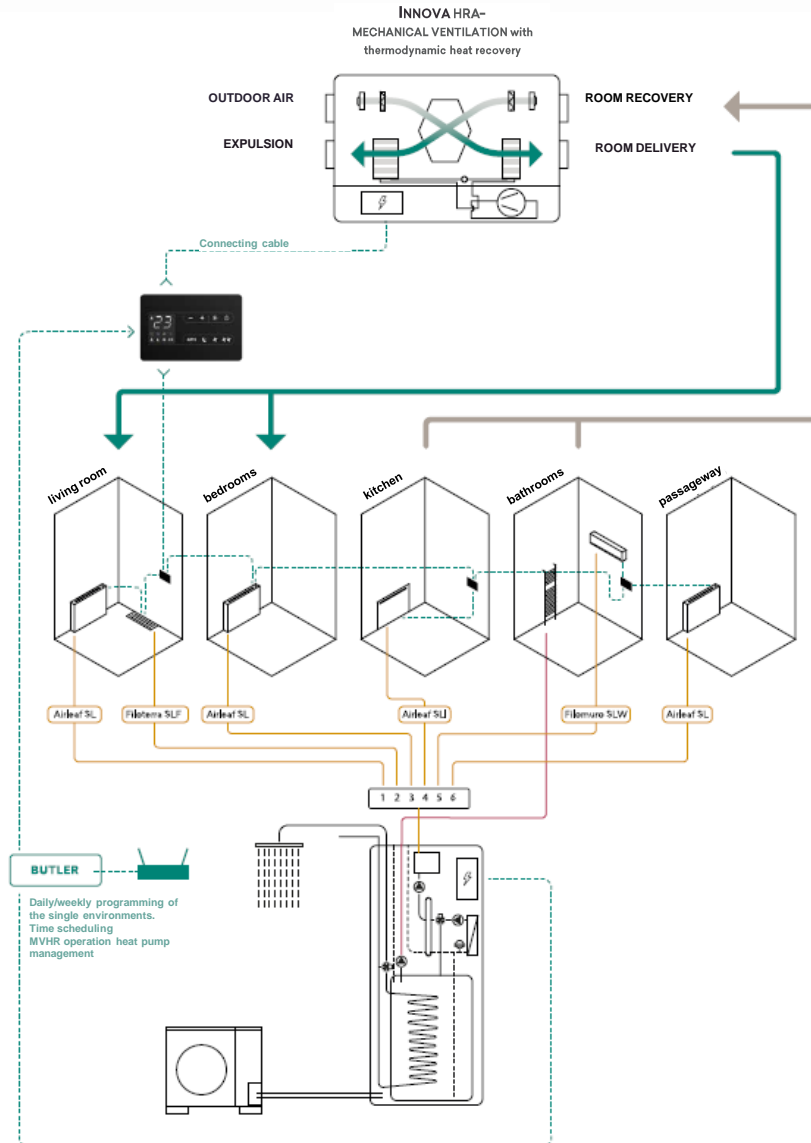 INNOVA HRA-
MECHANICAL VENTILATION with
thermodynamic heat recovery
OUTDOOR AIR
ROOM RECOVERY
EXPULSION
ROOM DELIVERY
Connecting cable
23
living room
bedrooms
kitchen
bathrooms
passageway
Airleaf SL
Filoterra SLF
Airleaf SL
Airleaf SLI
Filomuro SLW
Airleaf SL
1 2 3 4 5 6
BUTLER
Daily/weekly programming of
the single environments.
Time scheduling
MVHR operation heat pump
management